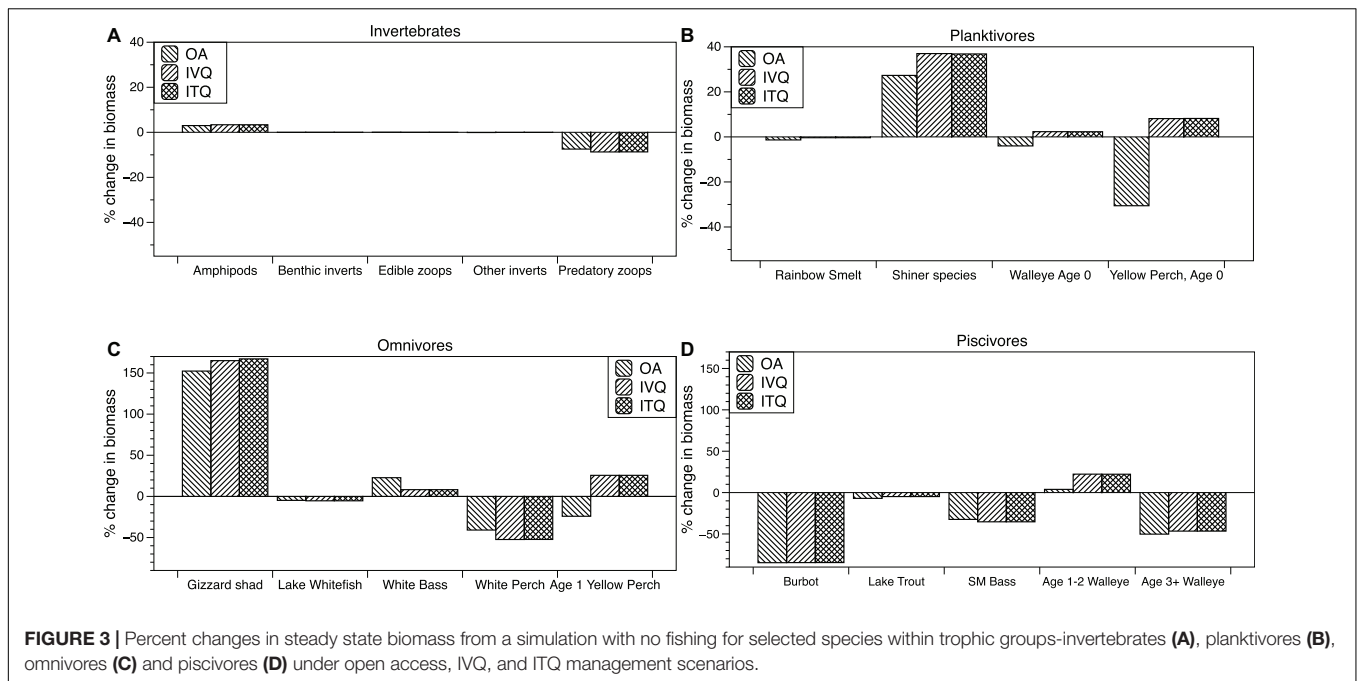 A
Invertebrates
40
20
0
−20
−40
% change in biomass
OA
IVQ
ITQ
Amphipods Benthic inverts Edible zoops Other inverts Predatory zoops
B
Planktivores
40
20
0
−20
−40
% change in biomass
OA
IVQ
ITQ
Rainbow Smelt Shiner species Walleye Age 0 Yellow Perch, Age 0
C
Omnivores
150
100
50
0
−50
% change in biomass
OA
IVQ
ITQ
Gizzard shad Lake Whitefish White Bass White Perch Age 1 Yellow Perch
D
Piscivores
150
100
50
0
−50
% change in biomass
OA
IVQ
ITQ
Burbot Lake Trout SM Bass Age 1-2 Walleye Age 3+ Walleye
FIGURE 3 | Percent changes in steady state biomass from a simulation with no fishing for selected species within trophic groups-invertebrates (A), planktivores (B),
omnivores (C) and piscivores (D) under open access, IVQ, and ITQ management scenarios.